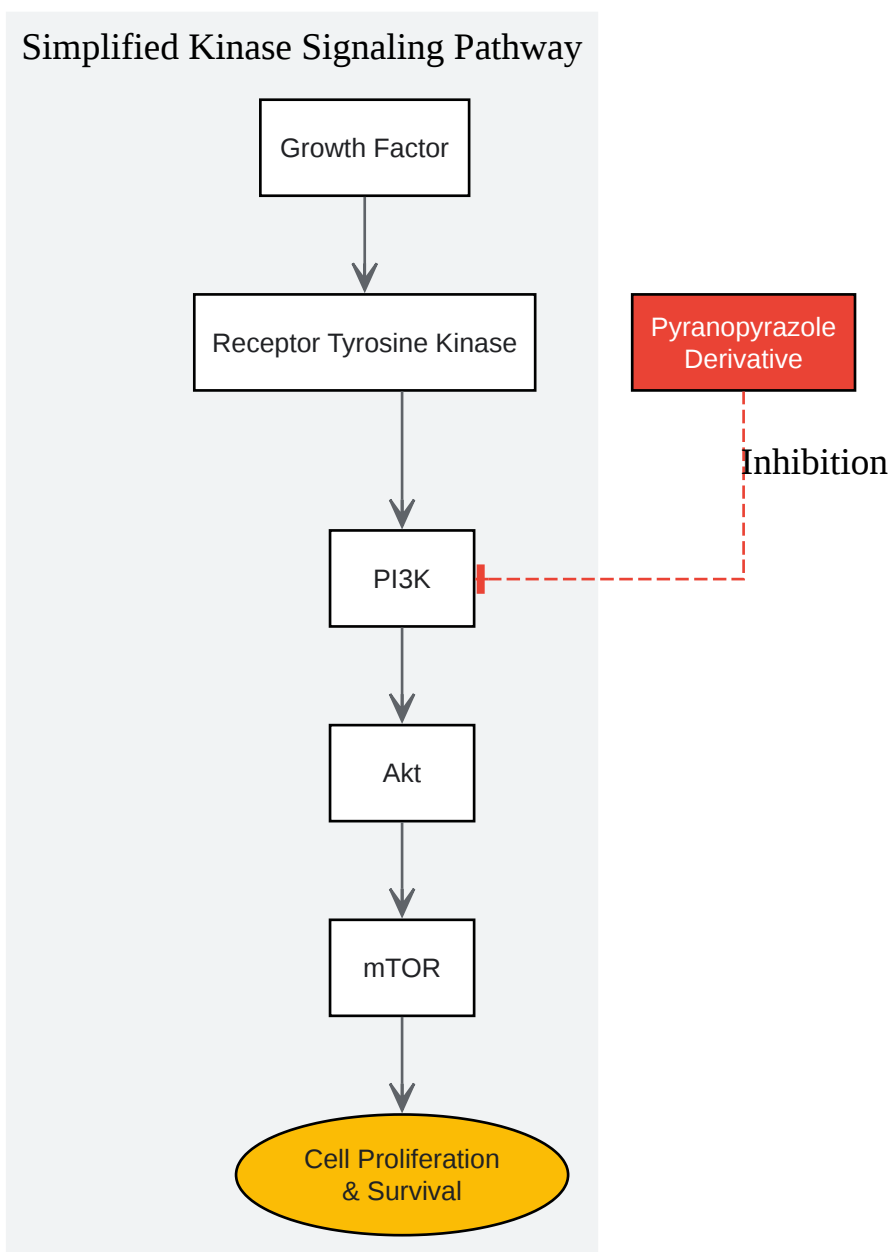 Simplified Kinase Signaling Pathway
Growth Factor
Receptor Tyrosine Kinase
Pyranopyrazole
Derivative
Inhibition
PI3K
Akt
mTOR
Cell Proliferation
& Survival